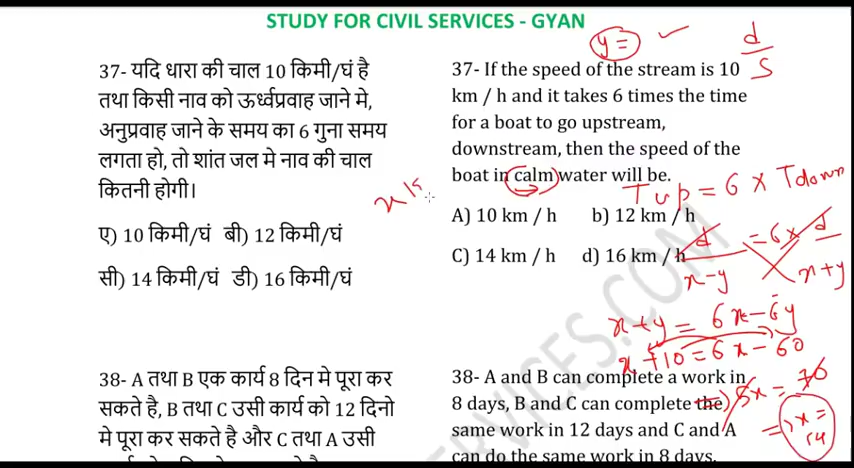 STUDY FOR CIVIL SERVICES - GYAN
37- यदि धारा की चाल 10 किमी/घं है
तथा किसी नाव को ऊर्ध्वप्रवाह जाने मे,
अनुप्रवाह जाने के समय का 6 गुना समय
लगता हो, तो शांत जल मे नाव की चाल
कितनी होगी।
ए) 10 किमी/घं बी) 12 किमी/घं
सी) 14 किमी/घं डी) 16 किमी/घं
38- A तथा B एक कार्य 8 दिन मे पूरा कर
सकते है, B तथा C उसी कार्य को 12 दिनो
मे पूरा कर सकते है और C तथा A उसी
y =
d
S
37- If the speed of the stream is 10
km / h and it takes 6 times the time
for a boat to go upstream,
downstream, then the speed of the
boat in calm water will be.
A) 10 km / h b) 12 km / h
C) 14 km / h d) 16 km / h
T up = 6 x T down
d = 6 x d
x-y x+y
x+y = 6x-6y
x+10 = 6x-60
=) 5x = 70
=) x =
14
38- A and B can complete a work in
8 days, B and C can complete the
same work in 12 days and C and A
can do the same work in 8 days.